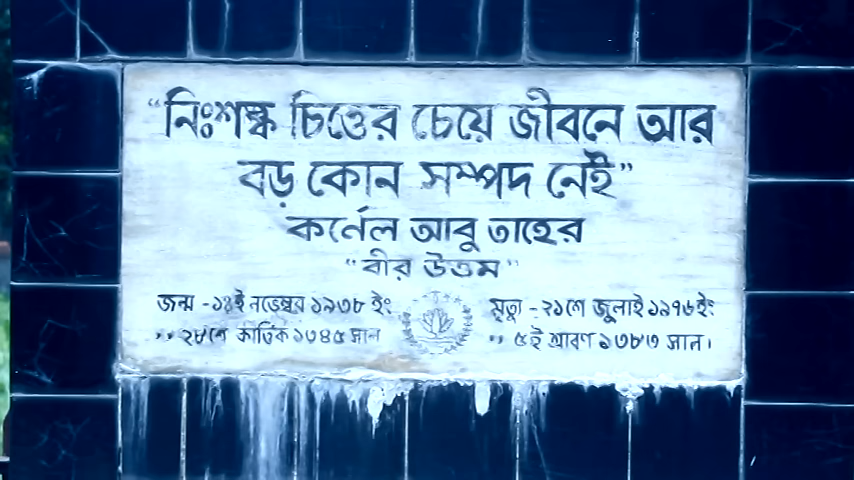 “নিঃশঙ্ক চিত্তের চেয়ে জীবনে আর
বড় কোন সম্পদ নেই”
কর্নেল আবু তাহের
“বীর উত্তম”
জন্ম -১৪ই নভেম্বর ১৯৩৮ ইং
" ২৮শে কার্তিক ১৩৪৫ সাল
মৃত্যু - ২১শে জুলাই ১৯৭৬ ইং
" ৫ই শ্রাবণ ১৩৮৩ সাল।